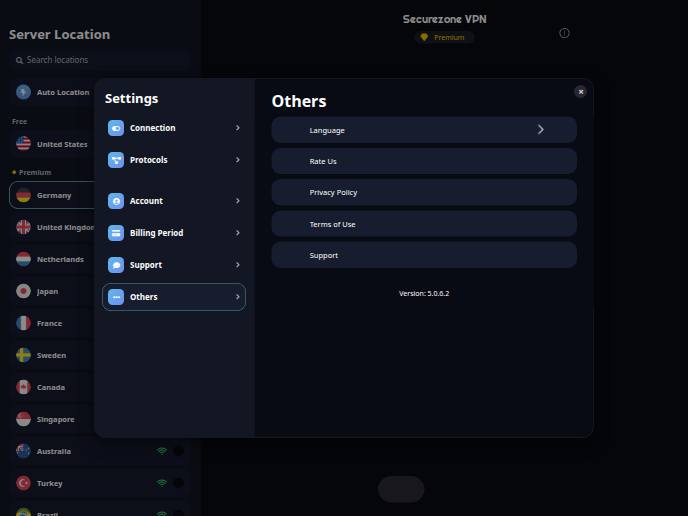 Securezone VPN
Premium
Server Location
Search locations
Auto Location
Free
United States
Premium
Germany
United Kingdom
Netherlands
Japan
France
Sweden
Canada
Singapore
Australia
Turkey
Brazil
Settings
Connection
Protocols
Account
Billing Period
Support
Others
Others
Language
Rate Us
Privacy Policy
Terms of Use
Support
Version: 5.0.6.2